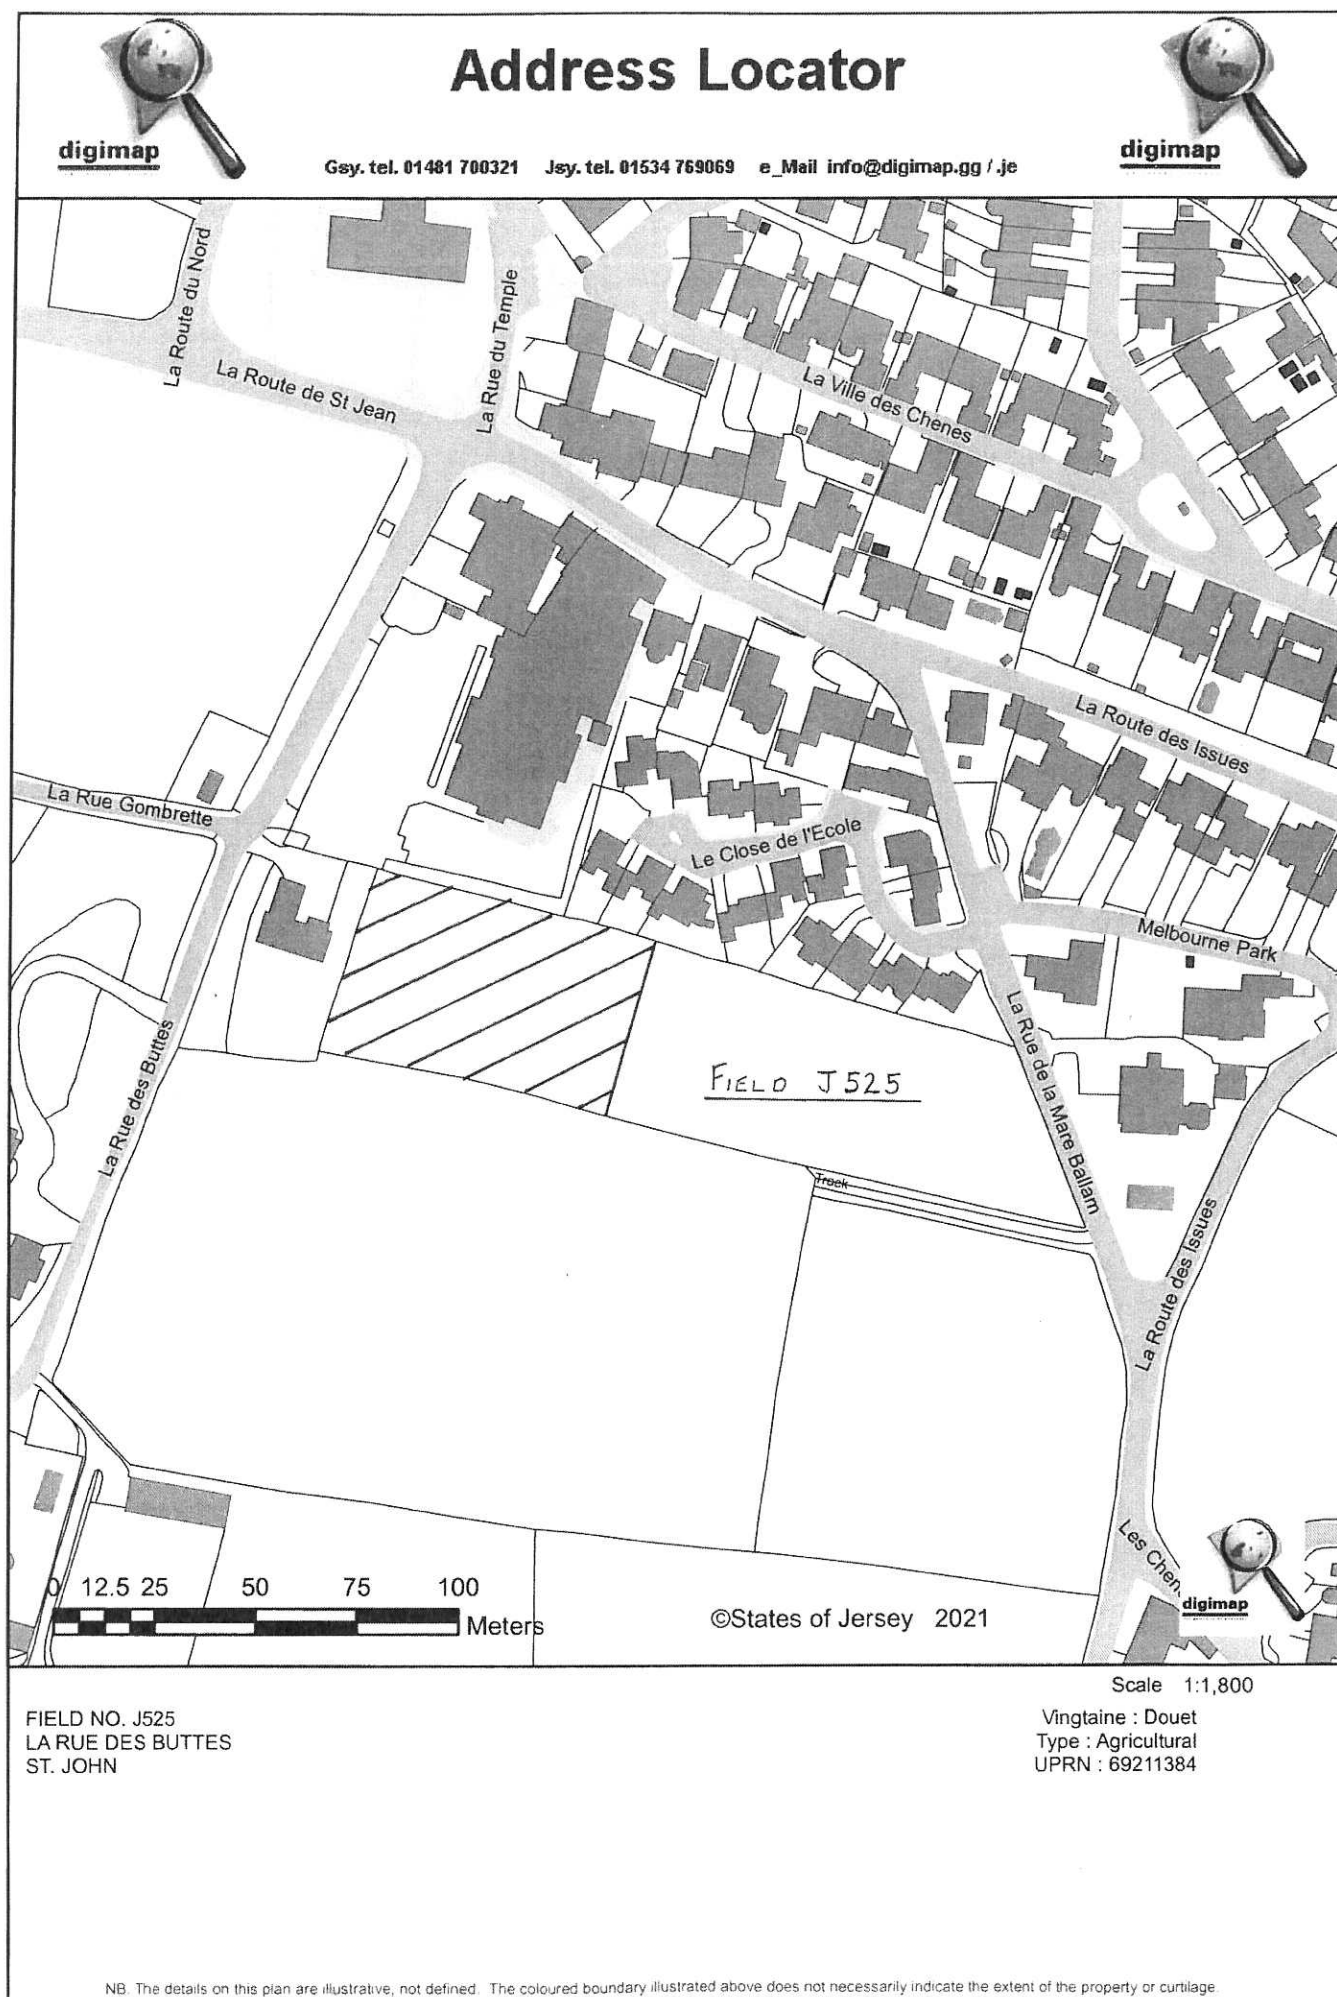 Address Locator
digimap
digimap
Gsy. tel. 01481 700321 Jsy. tel. 01534 769069 e_Mail info@digimap.gg / .je
La Route du Nord
La Route de St Jean
La Rue du Temple
La Ville des Chenes
La Route des Issues
La Rue Gombrette
Le Close de l'Ecole
Melbourne Park
La Rue des Buttes
La Rue de la Mare Ballam
FIELD J525
Track
La Route des Issues
Les Chen
digimap
0 12.5 25 50 75 100
Meters
©States of Jersey 2021
Scale 1:1,800
FIELD NO. J525
LA RUE DES BUTTES
ST. JOHN
Vingtaine : Douet
Type : Agricultural
UPRN : 69211384
NB. The details on this plan are illustrative, not defined. The coloured boundary illustrated above does not necessarily indicate the extent of the property or curtilage.